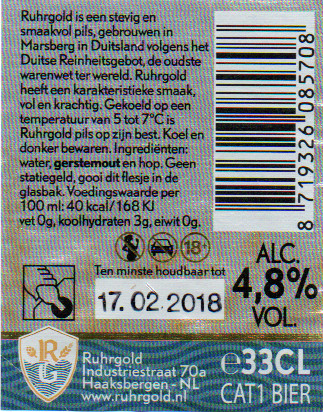 Ruhrgold is een stevig en
smaakvol pils, gebrouwen in
Marsberg in Duitsland volgens het
Duitse Reinheitsgebot, de oudste
warenwet ter wereld. Ruhrgold
heeft een karakteristieke smaak,
vol en krachtig. Gekoeld op een
temperatuur van 5 tot 7°C is
Ruhrgold pils op zijn best. Koel en
donker bewaren. Ingrediënten:
water, gerstemout en hop. Geen
statiegeld, gooi dit flesje in de
glasbak. Voedingswaarde per
100 ml: 40 kcal/168 KJ
vet 0g, koolhydraten 3g, eiwit 0g.
8 719326 085708
18+
Ten minste houdbaar tot
17.02.2018
ALC.
4,8%
VOL.
R
G
Ruhrgold
Industriestraat 70a
Haaksbergen - NL
www.ruhrgold.nl
℮33CL
CAT1 BIER